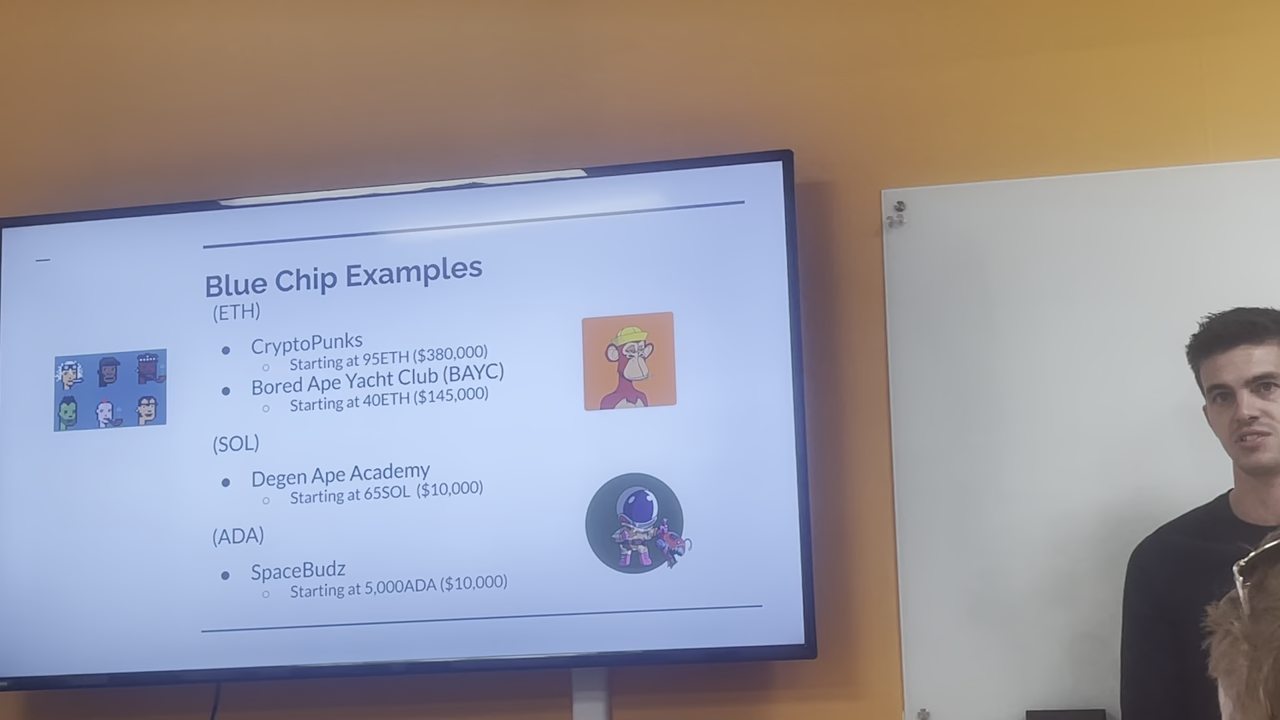 Blue Chip Examples
(ETH)
CryptoPunks
Starting at 95ETH ($380,000)
Bored Ape Yacht Club (BAYC)
Starting at 40ETH ($145,000)
(SOL)
Degen Ape Academy
Starting at 65SOL ($10,000)
(ADA)
SpaceBudz
Starting at 5,000ADA ($10,000)